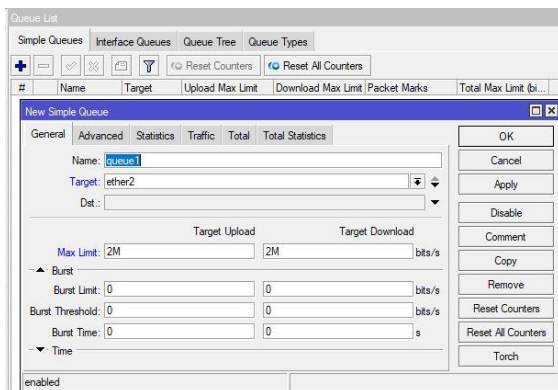 Queue List
Simple Queues Interface Queues Queue Tree Queue Types
Reset Counters Reset All Counters
# Name Target Upload Max Limit Download Max Limit Packet Marks Total Max Limit (bi...
New Simple Queue
General Advanced Statistics Traffic Total Total Statistics
OK
Name: queue1
Cancel
Target: ether2
Apply
Dst.:
Disable
Target Upload Target Download
Comment
Max Limit: 2M 2M bits/s
Copy
Burst
Remove
Burst Limit: 0 0 bits/s
Burst Threshold: 0 0 bits/s
Reset Counters
Burst Time: 0 0 s
Reset All Counters
Time
Torch
enabled